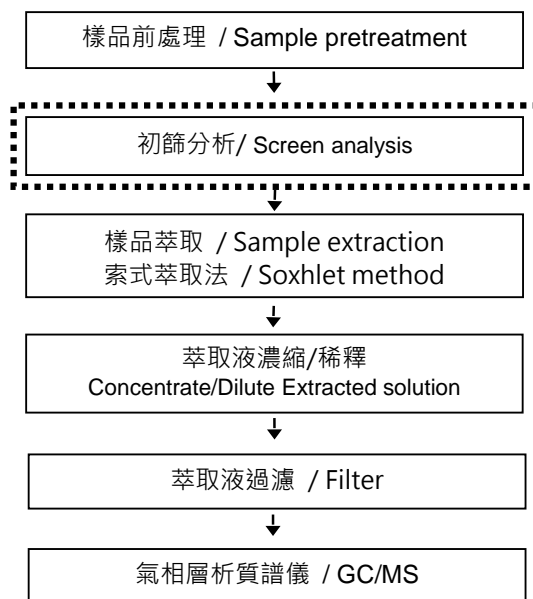 樣品前處理 / Sample pretreatment
初篩分析/ Screen analysis
樣品萃取 / Sample extraction
索式萃取法 / Soxhlet method
萃取液濃縮/稀釋
Concentrate/Dilute Extracted solution
萃取液過濾 / Filter
氣相層析質譜儀 / GC/MS